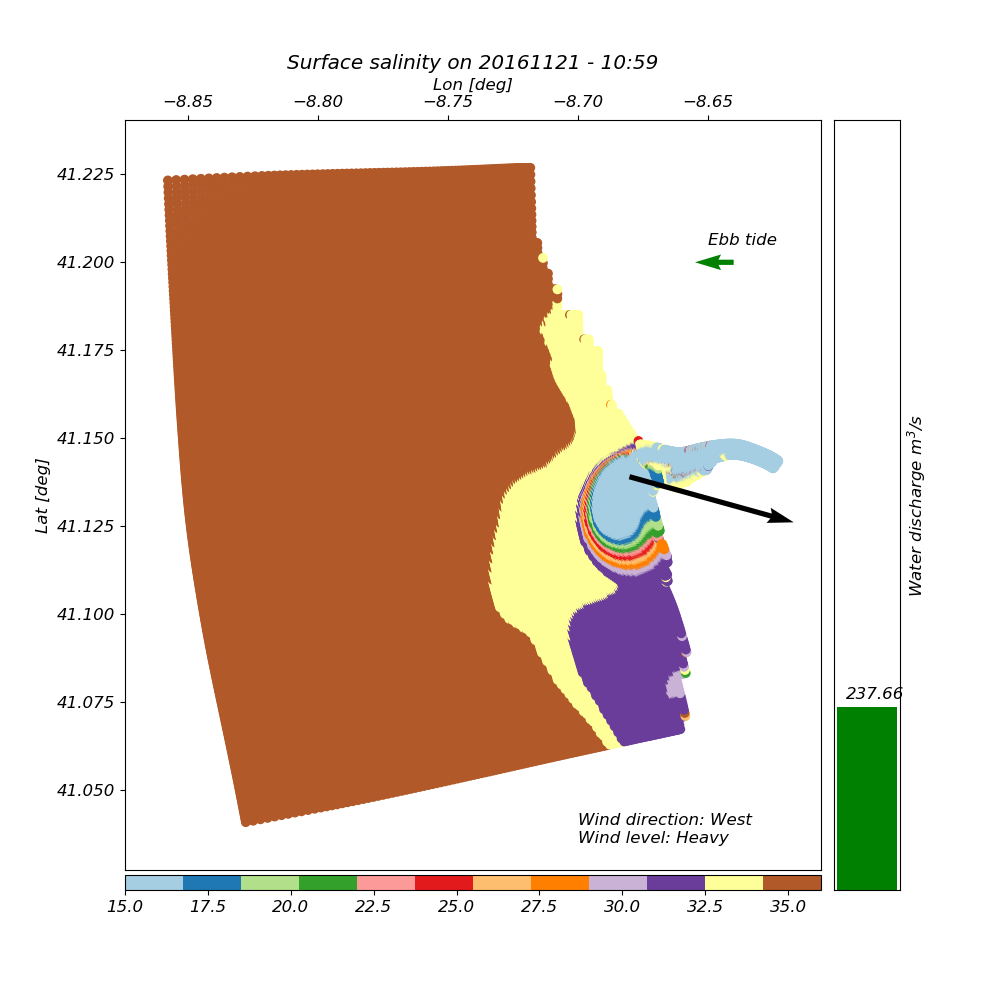 Surface salinity on 20161121 - 10:59
Lon [deg]
−8.85 −8.80 −8.75 −8.70 −8.65
41.225
Ebb tide
41.200
41.175
41.150
Lat [deg]
41.125
41.100
41.075
41.050
Water discharge m³/s
237.66
Wind direction: West
Wind level: Heavy
15.0 17.5 20.0 22.5 25.0 27.5 30.0 32.5 35.0